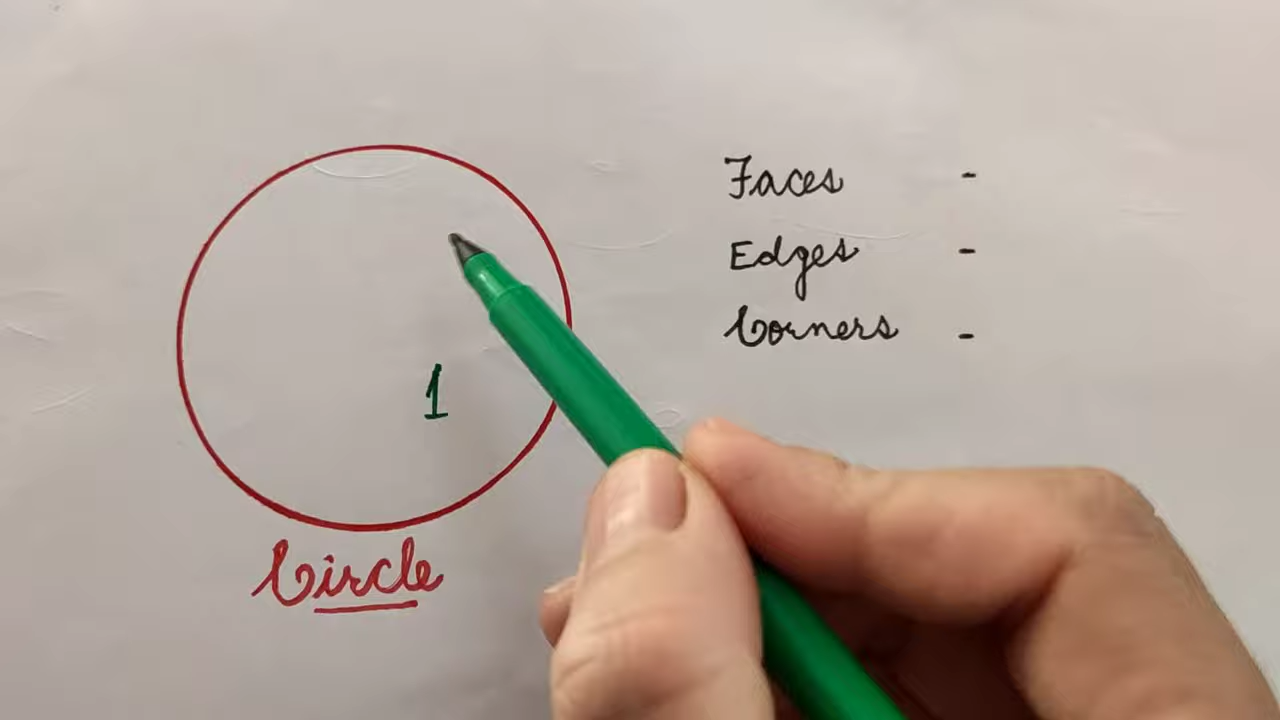 Faces -
Edges -
Corners -
1
Circle